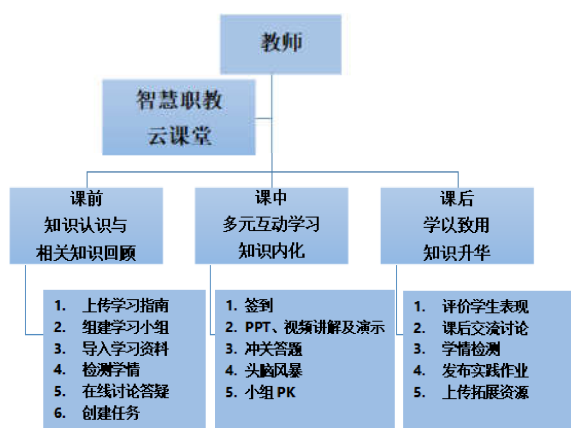 教师
智慧职教
云课堂
课前
知识认识与
相关知识回顾
课中
多元互动学习
知识内化
课后
学以致用
知识升华
1. 上传学习指南
2. 组建学习小组
3. 导入学习资料
4. 检测学情
5. 在线讨论答疑
6. 创建任务
1. 签到
2. PPT、视频讲解及演示
3. 冲关答题
4. 头脑风暴
5. 小组 PK
1. 评价学生表现
2. 课后交流讨论
3. 学情检测
4. 发布实践作业
5. 上传拓展资源